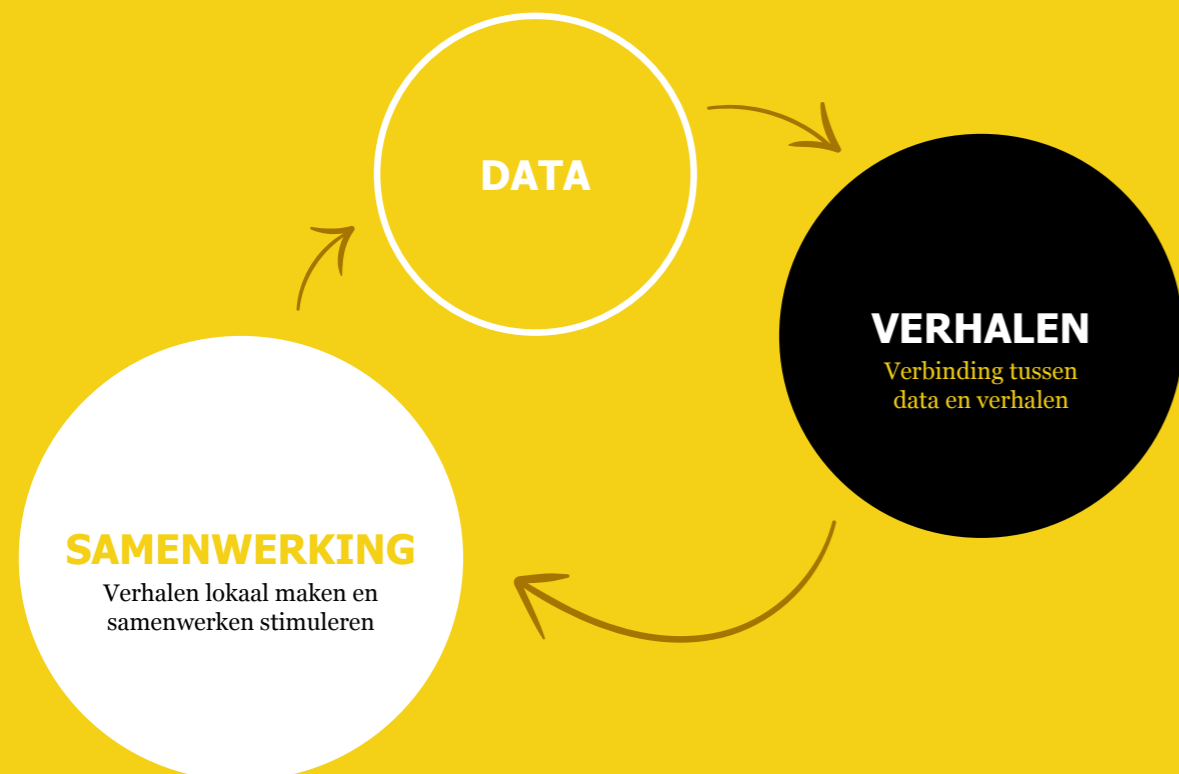 DATA
VERHALEN
Verbinding tussen
data en verhalen
SAMENWERKING
Verhalen lokaal maken en
samenwerken stimuleren